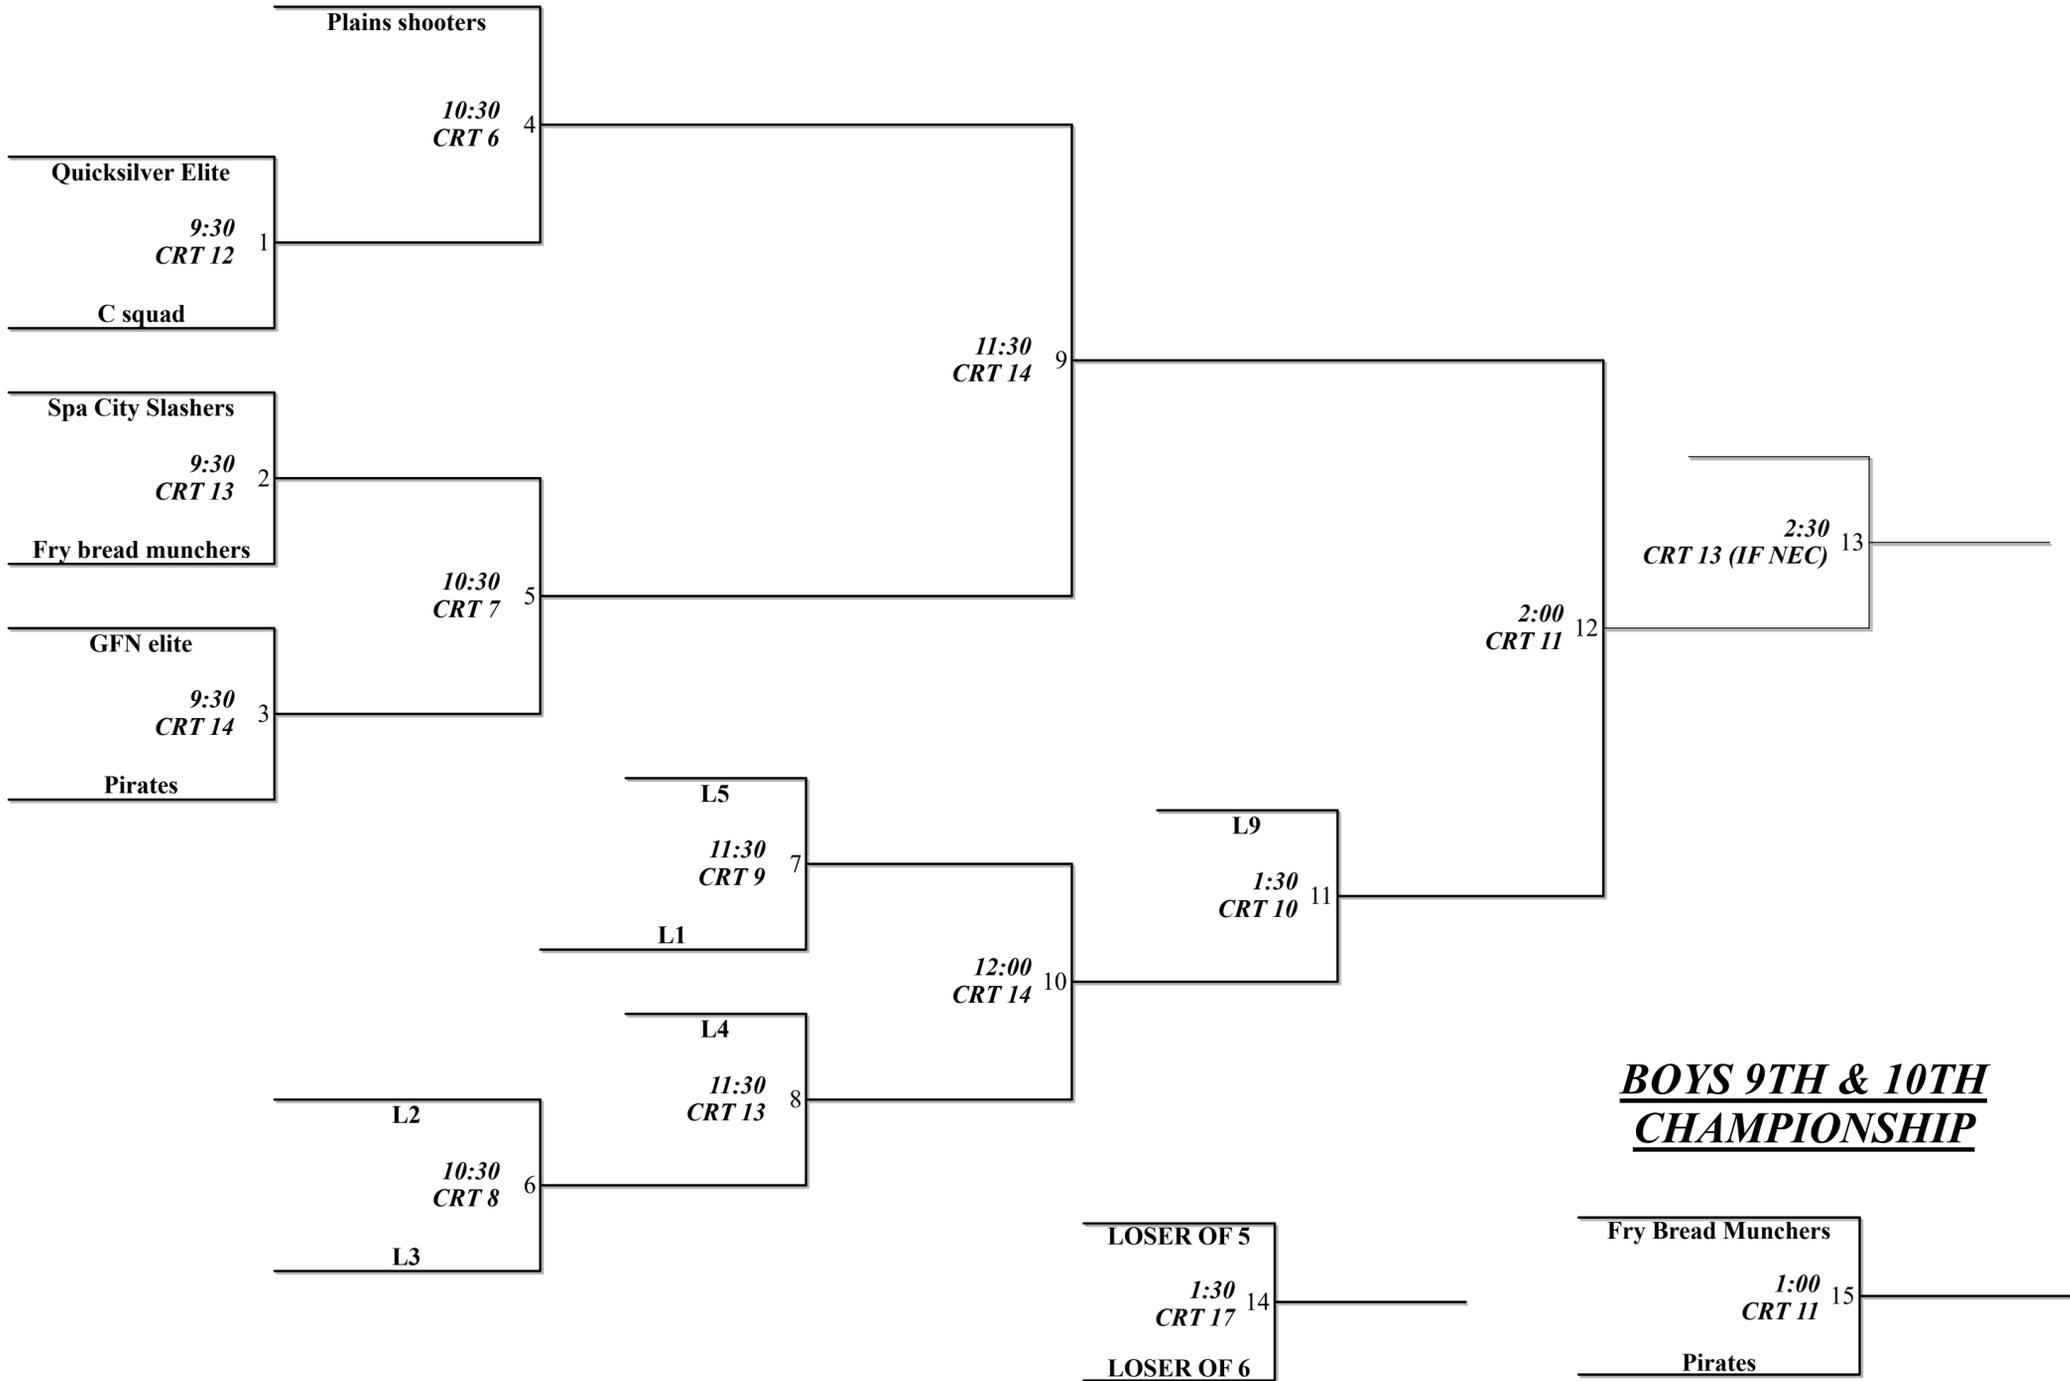 Plains shooters
10:30
CRT 6
4
Quicksilver Elite
9:30
CRT 12
1
C squad
Spa City Slashers
9:30
CRT 13
2
Fry bread munchers
10:30
CRT 7
5
GFN elite
9:30
CRT 14
3
Pirates
11:30
CRT 14
9
2:30
CRT 13 (IF NEC)
13
2:00
CRT 11
12
L5
11:30
CRT 9
7
L1
L9
1:30
CRT 10
11
12:00
CRT 14
10
L4
11:30
CRT 13
8
L2
10:30
CRT 8
6
L3
BOYS 9TH & 10TH
CHAMPIONSHIP
LOSER OF 5
1:30
CRT 17
14
LOSER OF 6
Fry Bread Munchers
1:00
CRT 11
15
Pirates